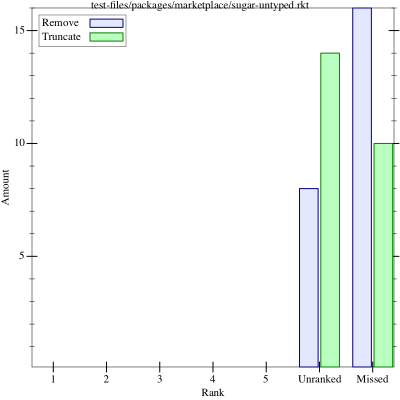 test-files/packages/marketplace/sugar-untyped.rkt
Remove
Truncate
15
10
5
Amount
1 2 3 4 5 Unranked Missed
Rank